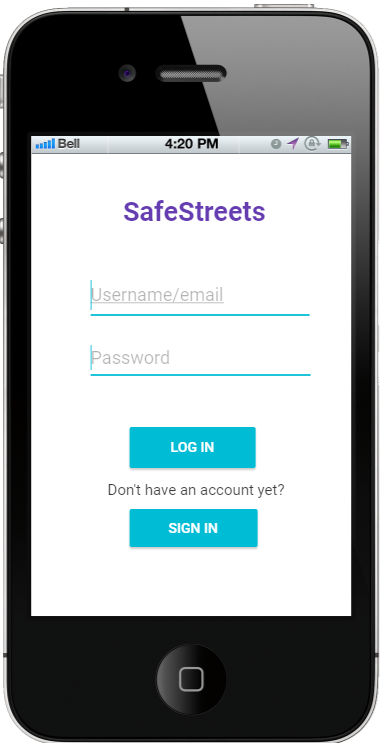 Bell 4:20 PM
SafeStreets
Username/email
Password
LOG IN
Don't have an account yet?
SIGN IN